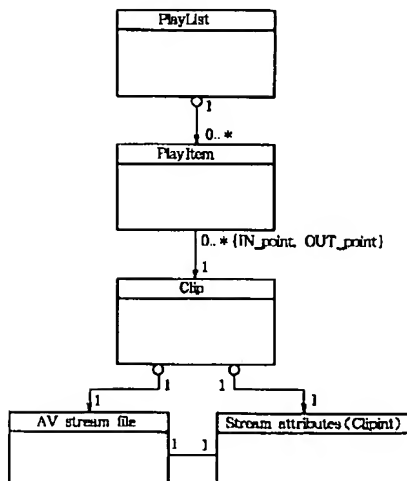 PlayList
1
0..*
PlayItem
0..* {IN_point, OUT_point}
1
Clip
1 1
1 1
AV stream file
Stream attributes (Clipinf)
1 1